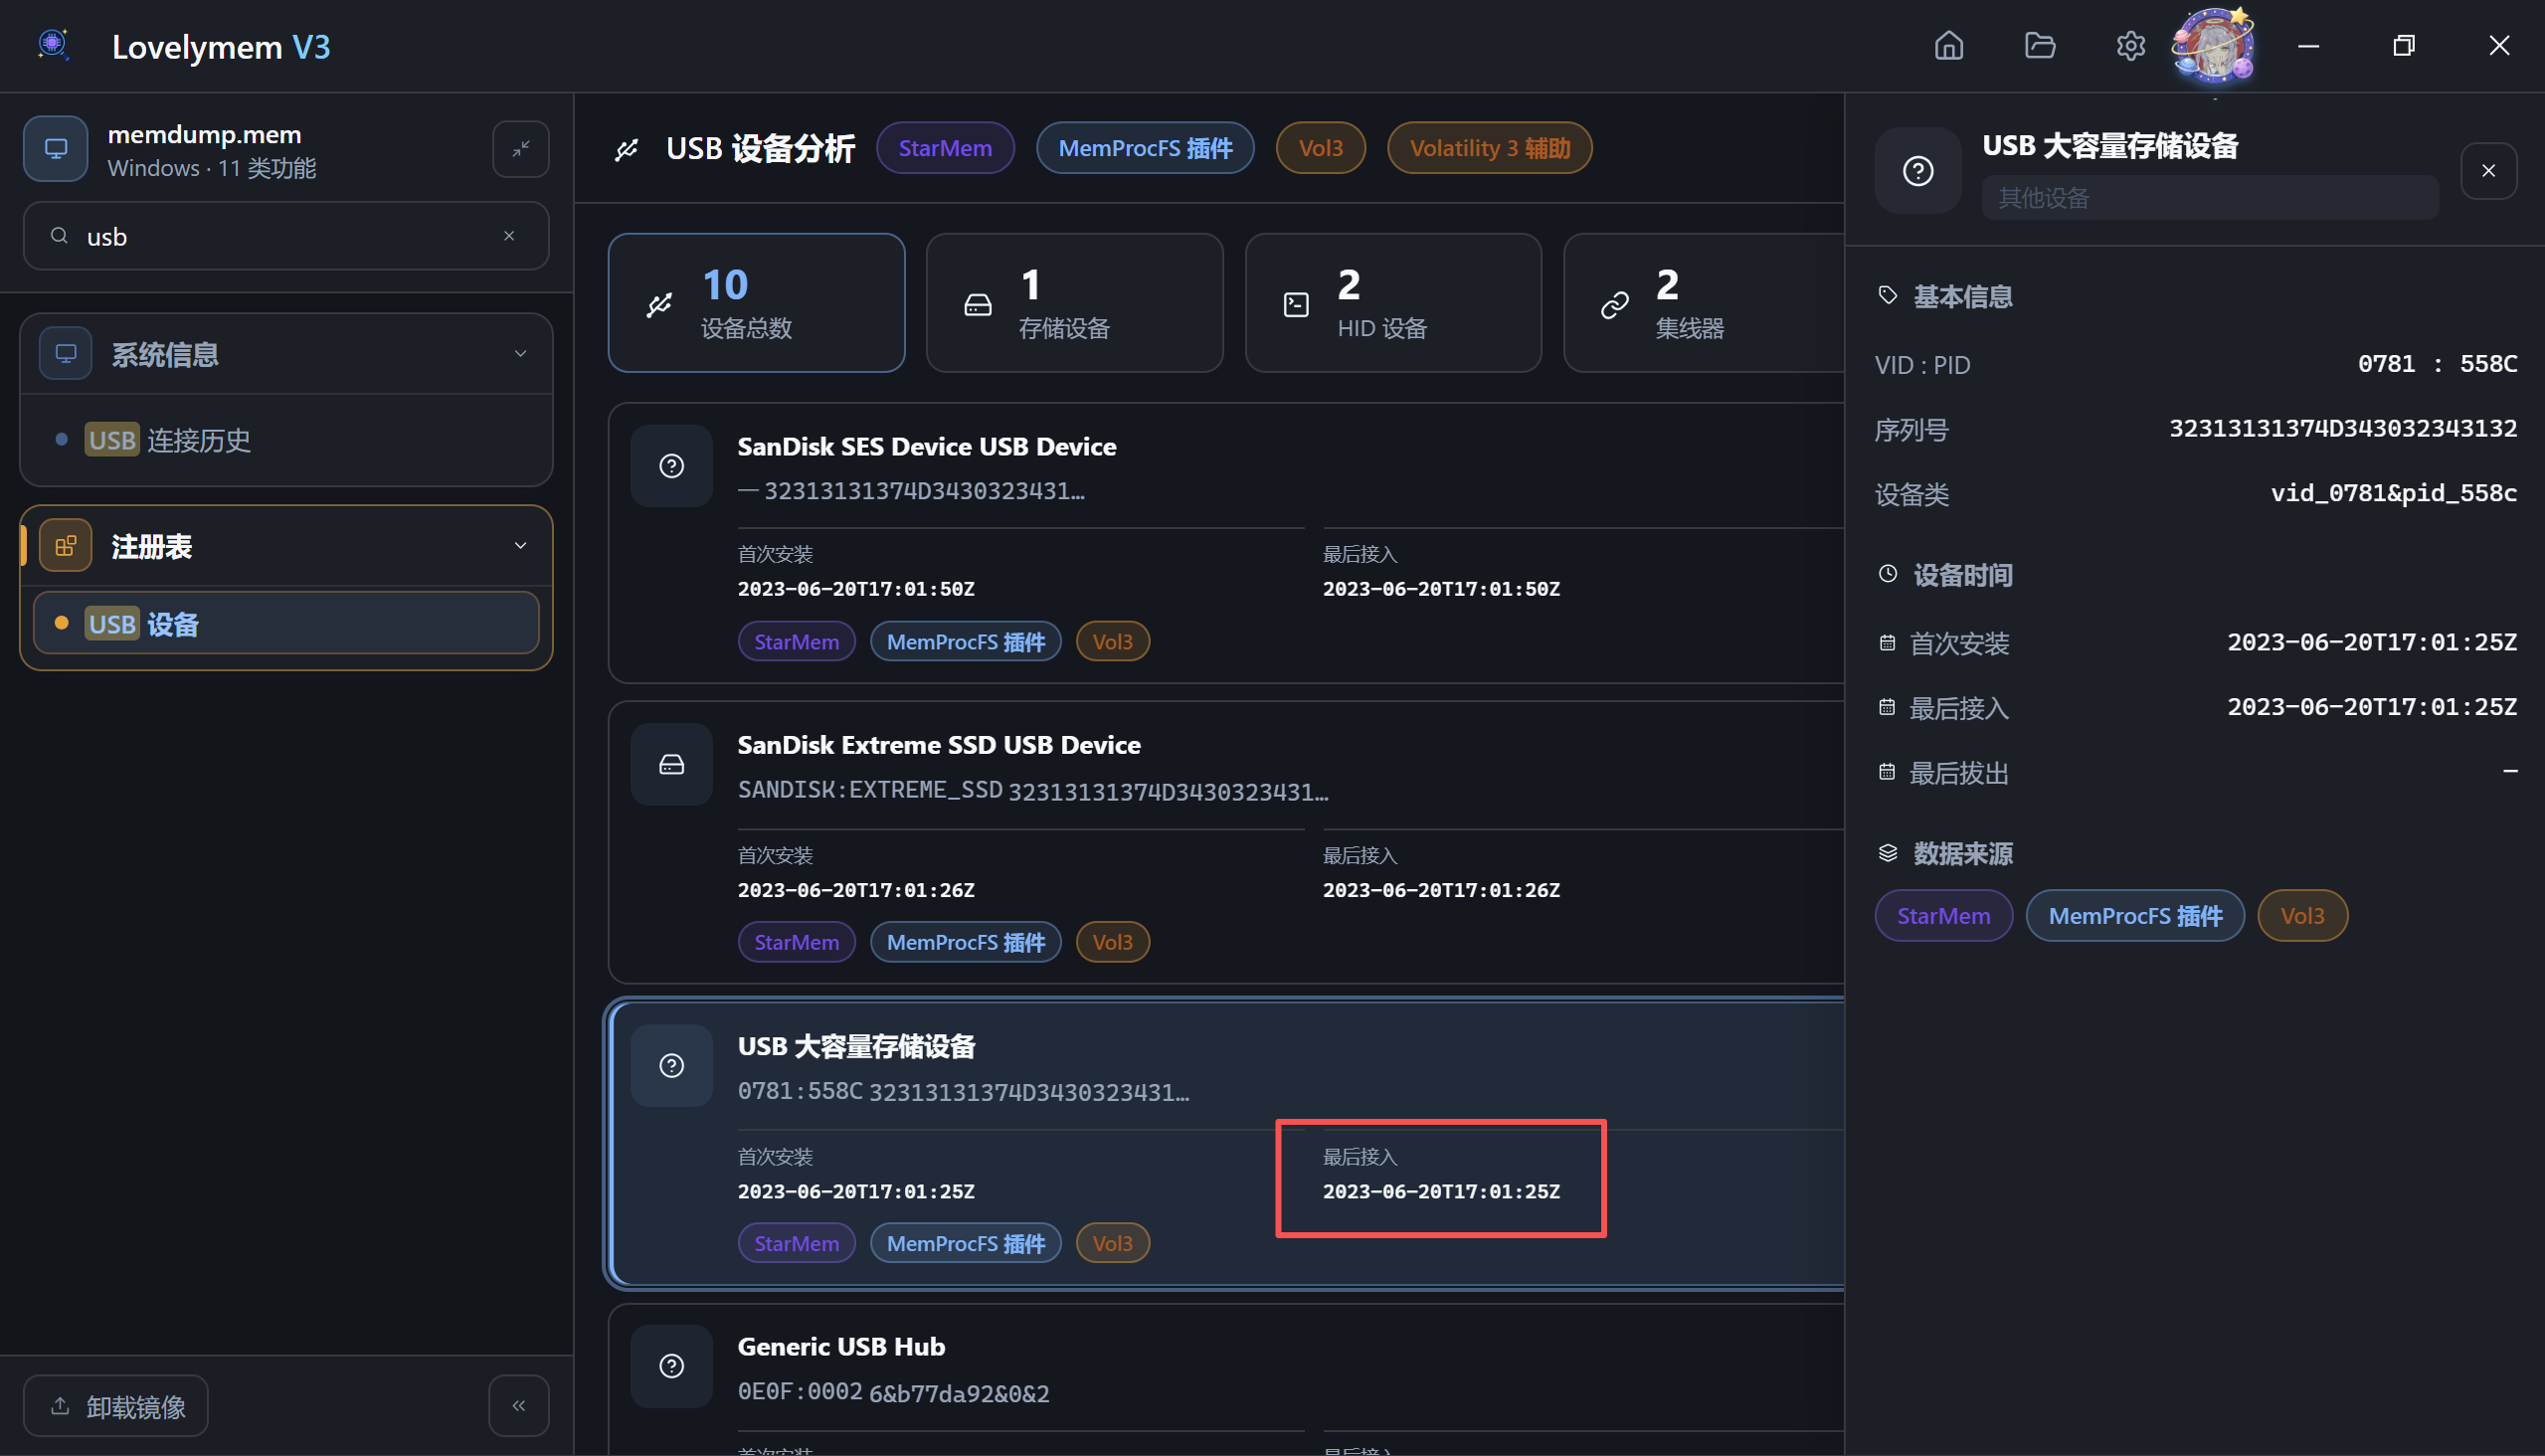 Lovelymem V3
memdump.mem
Windows · 11 类功能
usb
系统信息
USB 连接历史
注册表
USB 设备
卸载镜像
USB 设备分析 StarMem MemProcFS 插件 Vol3 Volatility 3 辅助
10
设备总数
1
存储设备
2
HID 设备
2
集线器
SanDisk SES Device USB Device
— 32313131374D3430323431…
首次安装 最后接入
2023-06-20T17:01:50Z 2023-06-20T17:01:50Z
StarMem MemProcFS 插件 Vol3
SanDisk Extreme SSD USB Device
SANDISK:EXTREME_SSD 32313131374D3430323431…
首次安装 最后接入
2023-06-20T17:01:26Z 2023-06-20T17:01:26Z
StarMem MemProcFS 插件 Vol3
USB 大容量存储设备
0781:558C 32313131374D3430323431…
首次安装 最后接入
2023-06-20T17:01:25Z 2023-06-20T17:01:25Z
StarMem MemProcFS 插件 Vol3
Generic USB Hub
0E0F:0002 6&b77da92&0&2
首次安装 最后接入
USB 大容量存储设备
其他设备
基本信息
VID : PID 0781 : 558C
序列号 32313131374D343032343132
设备类 vid_0781&pid_558c
设备时间
首次安装 2023-06-20T17:01:25Z
最后接入 2023-06-20T17:01:25Z
最后拔出 —
数据来源
StarMem MemProcFS 插件 Vol3